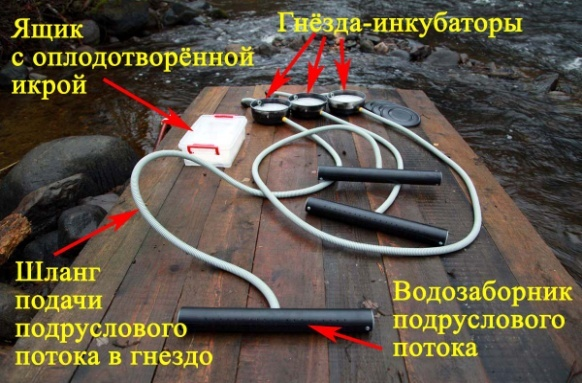 Ящик
с оплодотворённой
икрой
Гнёзда-инкубаторы
Шланг
подачи
подруслового
потока в гнездо
Водозаборник
подруслового
потока